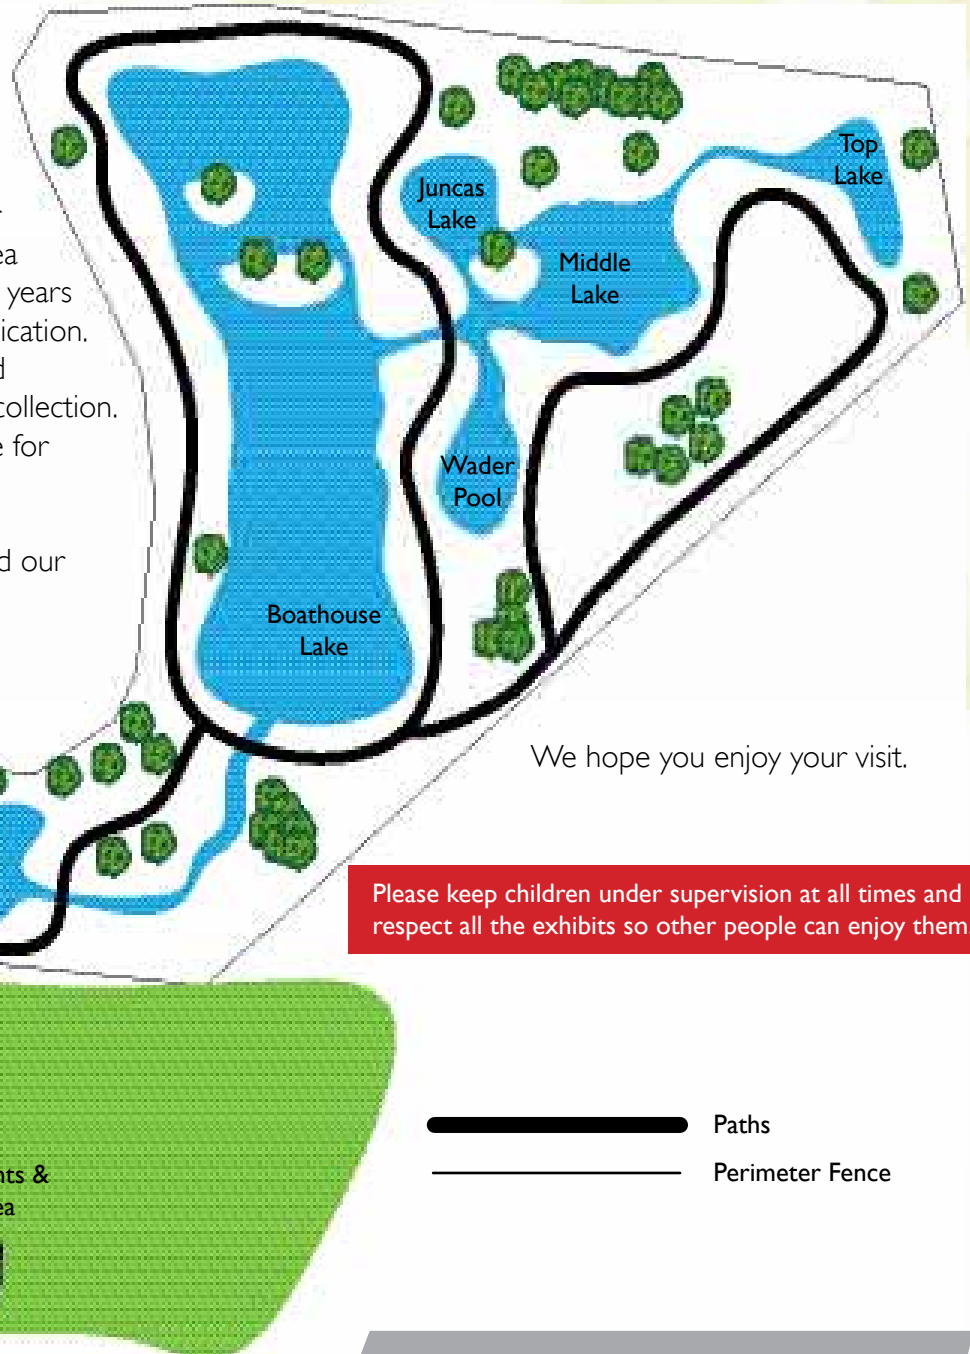 ea
years
ication.
d
collection.
e for
d our
Juncas
Lake
Top
Lake
Middle
Lake
Wader
Pool
Boathouse
Lake
We hope you enjoy your visit.
Please keep children under supervision at all times and
respect all the exhibits so other people can enjoy them.
Paths
Perimeter Fence
nts &
ea